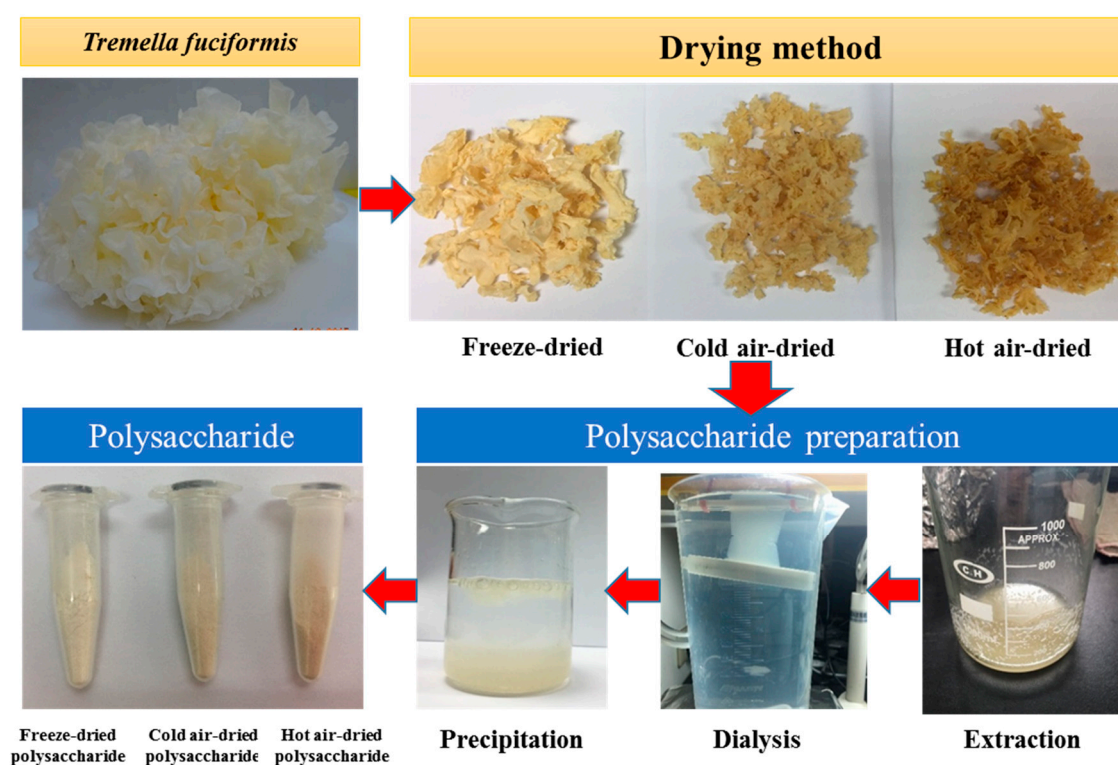 Tremella fuciformis
Drying method
Freeze-dried
Cold air-dried
Hot air-dried
Polysaccharide
Polysaccharide preparation
1000
APPROX
C.H
800
Freeze-dried
polysaccharide
Cold air-dried
polysaccharide
Hot air-dried
polysaccharide
Precipitation
Dialysis
Extraction